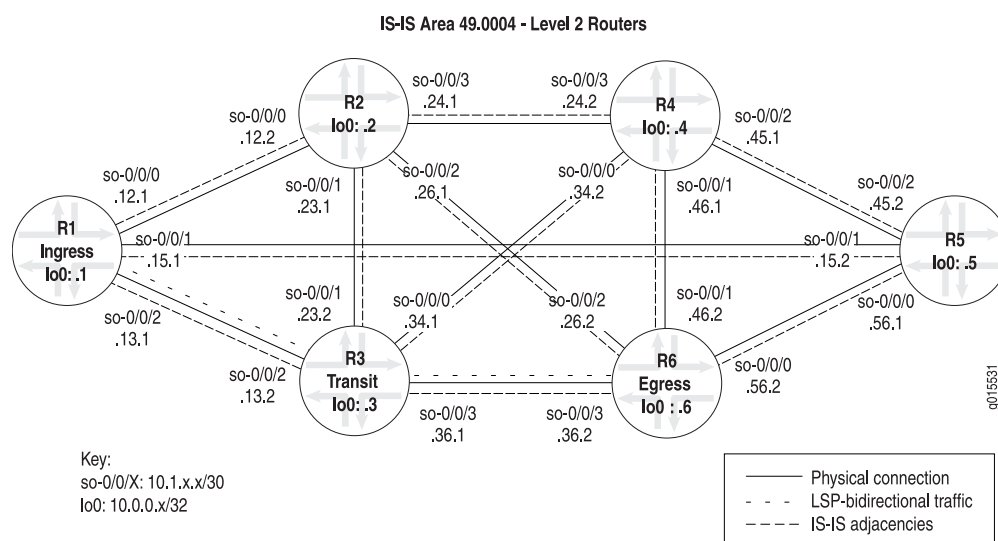 IS-IS Area 49.0004 - Level 2 Routers
R2
lo0: .2
so-0/0/3
.24.1
so-0/0/3
.24.2
R4
lo0: .4
so-0/0/0
.12.2
so-0/0/2
.45.1
so-0/0/0
.12.1
so-0/0/1
.23.1
so-0/0/2
.26.1
so-0/0/0
.34.2
so-0/0/1
.46.1
so-0/0/2
.45.2
R1
Ingress
lo0: .1
so-0/0/1
.15.1
so-0/0/1
.15.2
R5
lo0: .5
so-0/0/2
.13.1
so-0/0/1
.23.2
so-0/0/0
.34.1
so-0/0/2
.26.2
so-0/0/1
.46.2
so-0/0/0
.56.1
so-0/0/2
.13.2
R3
Transit
lo0: .3
R6
Egress
lo0 : .6
so-0/0/0
.56.2
so-0/0/3
.36.1
so-0/0/3
.36.2
g015531
Key:
so-0/0/X: 10.1.x.x/30
lo0: 10.0.0.x/32
Physical connection
LSP-bidirectional traffic
IS-IS adjacencies